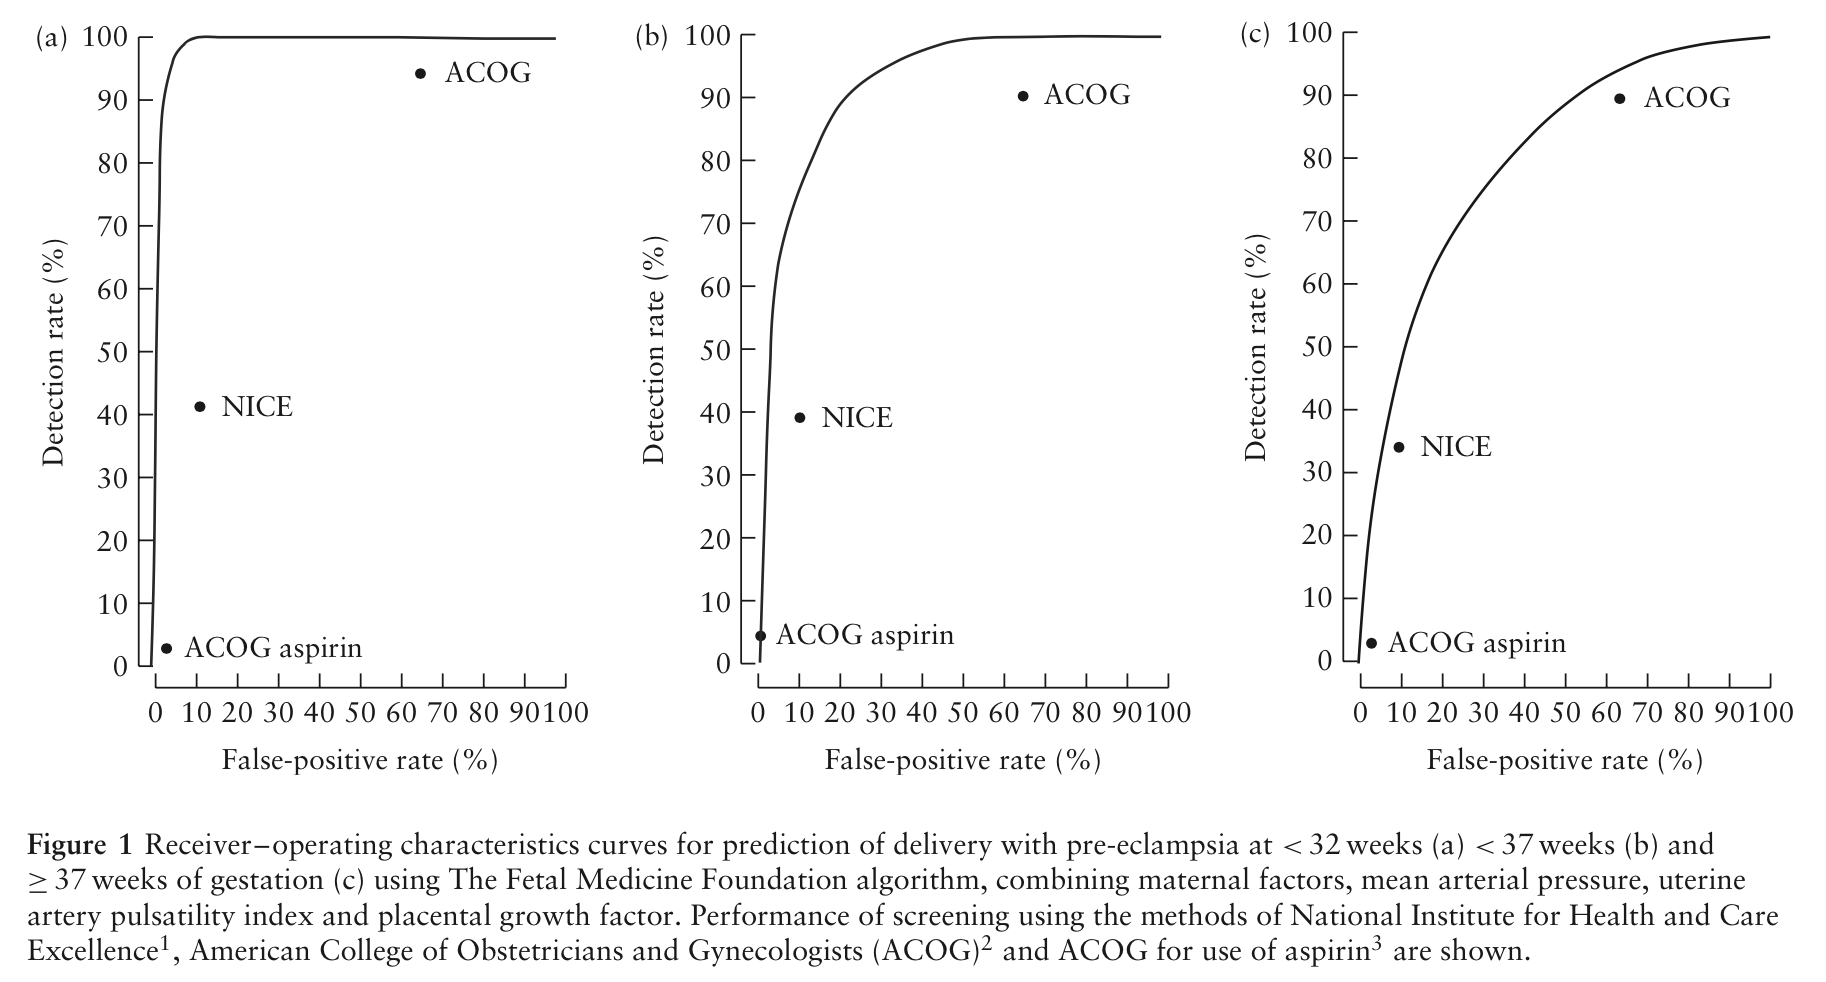 (a)
100
90
80
70
60
50
40
30
20
10
0
Detection rate (%)
ACOG
NICE
ACOG aspirin
0 10 20 30 40 50 60 70 80 90 100
False-positive rate (%)
(b)
100
90
80
70
60
50
40
30
20
10
0
Detection rate (%)
ACOG
NICE
ACOG aspirin
0 10 20 30 40 50 60 70 80 90 100
False-positive rate (%)
(c)
100
90
80
70
60
50
40
30
20
10
0
Detection rate (%)
ACOG
NICE
ACOG aspirin
0 10 20 30 40 50 60 70 80 90 100
False-positive rate (%)
Figure 1 Receiver–operating characteristics curves for prediction of delivery with pre-eclampsia at < 32 weeks (a) < 37 weeks (b) and
≥ 37 weeks of gestation (c) using The Fetal Medicine Foundation algorithm, combining maternal factors, mean arterial pressure, uterine
artery pulsatility index and placental growth factor. Performance of screening using the methods of National Institute for Health and Care
Excellence¹, American College of Obstetricians and Gynecologists (ACOG)² and ACOG for use of aspirin³ are shown.